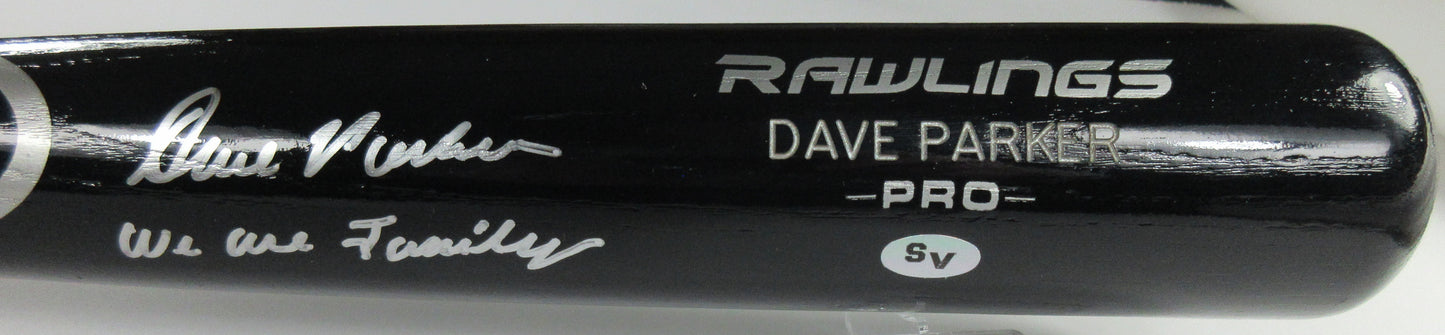 Dave Parker
We are Family
RAWLINGS
DAVE PARKER
-PRO-
SV